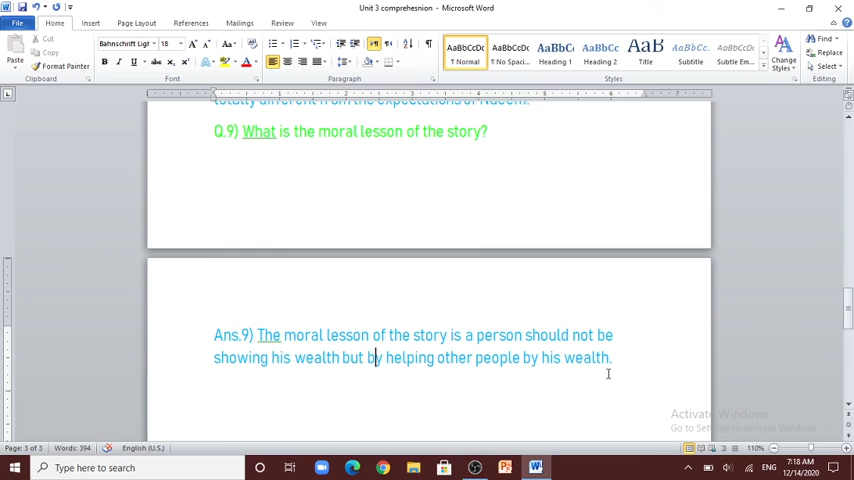 Unit 3 comprehesnion - Microsoft Word
File Home Insert Page Layout References Mailings Review View
Cut
Copy
Format Painter
Paste
Bahnschrift Light 18
AaBbCcDc AaBbCcDc AaBbCc AaBbCc AaB AaBbCc. AaBbCcDc
¶ Normal ¶ No Spaci... Heading 1 Heading 2 Title Subtitle Subtle Em...
Change Styles
Find
Replace
Select
Clipboard Font Paragraph Styles Editing
totally different from the expectations of Naeem.
Q.9) What is the moral lesson of the story?
Ans.9) The moral lesson of the story is a person should not be
showing his wealth but by helping other people by his wealth.
Activate Windows
Go to Settings to activate Windows.
Page: 3 of 3 Words: 394 English (U.S.) 110%
Type here to search
ENG
7:18 AM
12/14/2020